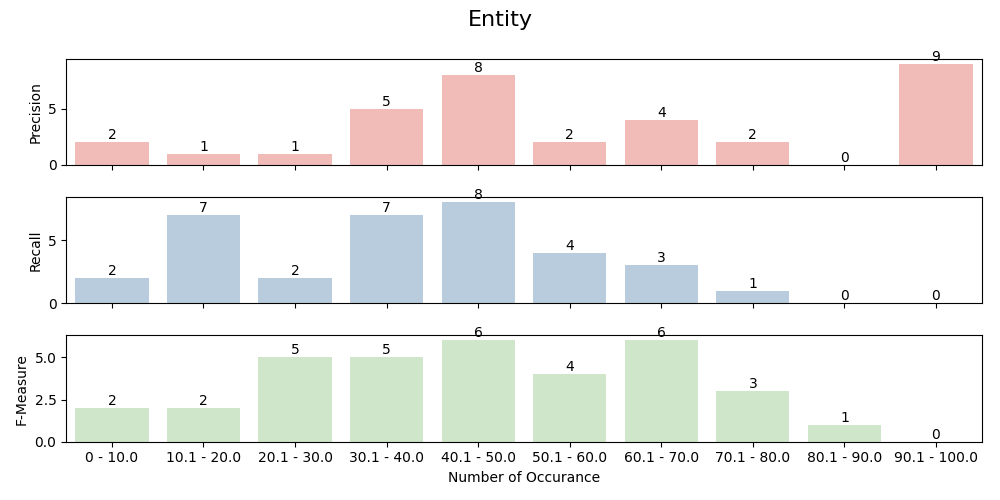 Entity
Precision
5
0
2 1 1 5 8 2 4 2 0 9
Recall
5
0
2 7 2 7 8 4 3 1 0 0
F-Measure
5.0
2.5
0.0
2 2 5 5 6 4 6 3 1 0
0 - 10.0 10.1 - 20.0 20.1 - 30.0 30.1 - 40.0 40.1 - 50.0 50.1 - 60.0 60.1 - 70.0 70.1 - 80.0 80.1 - 90.0 90.1 - 100.0
Number of Occurance